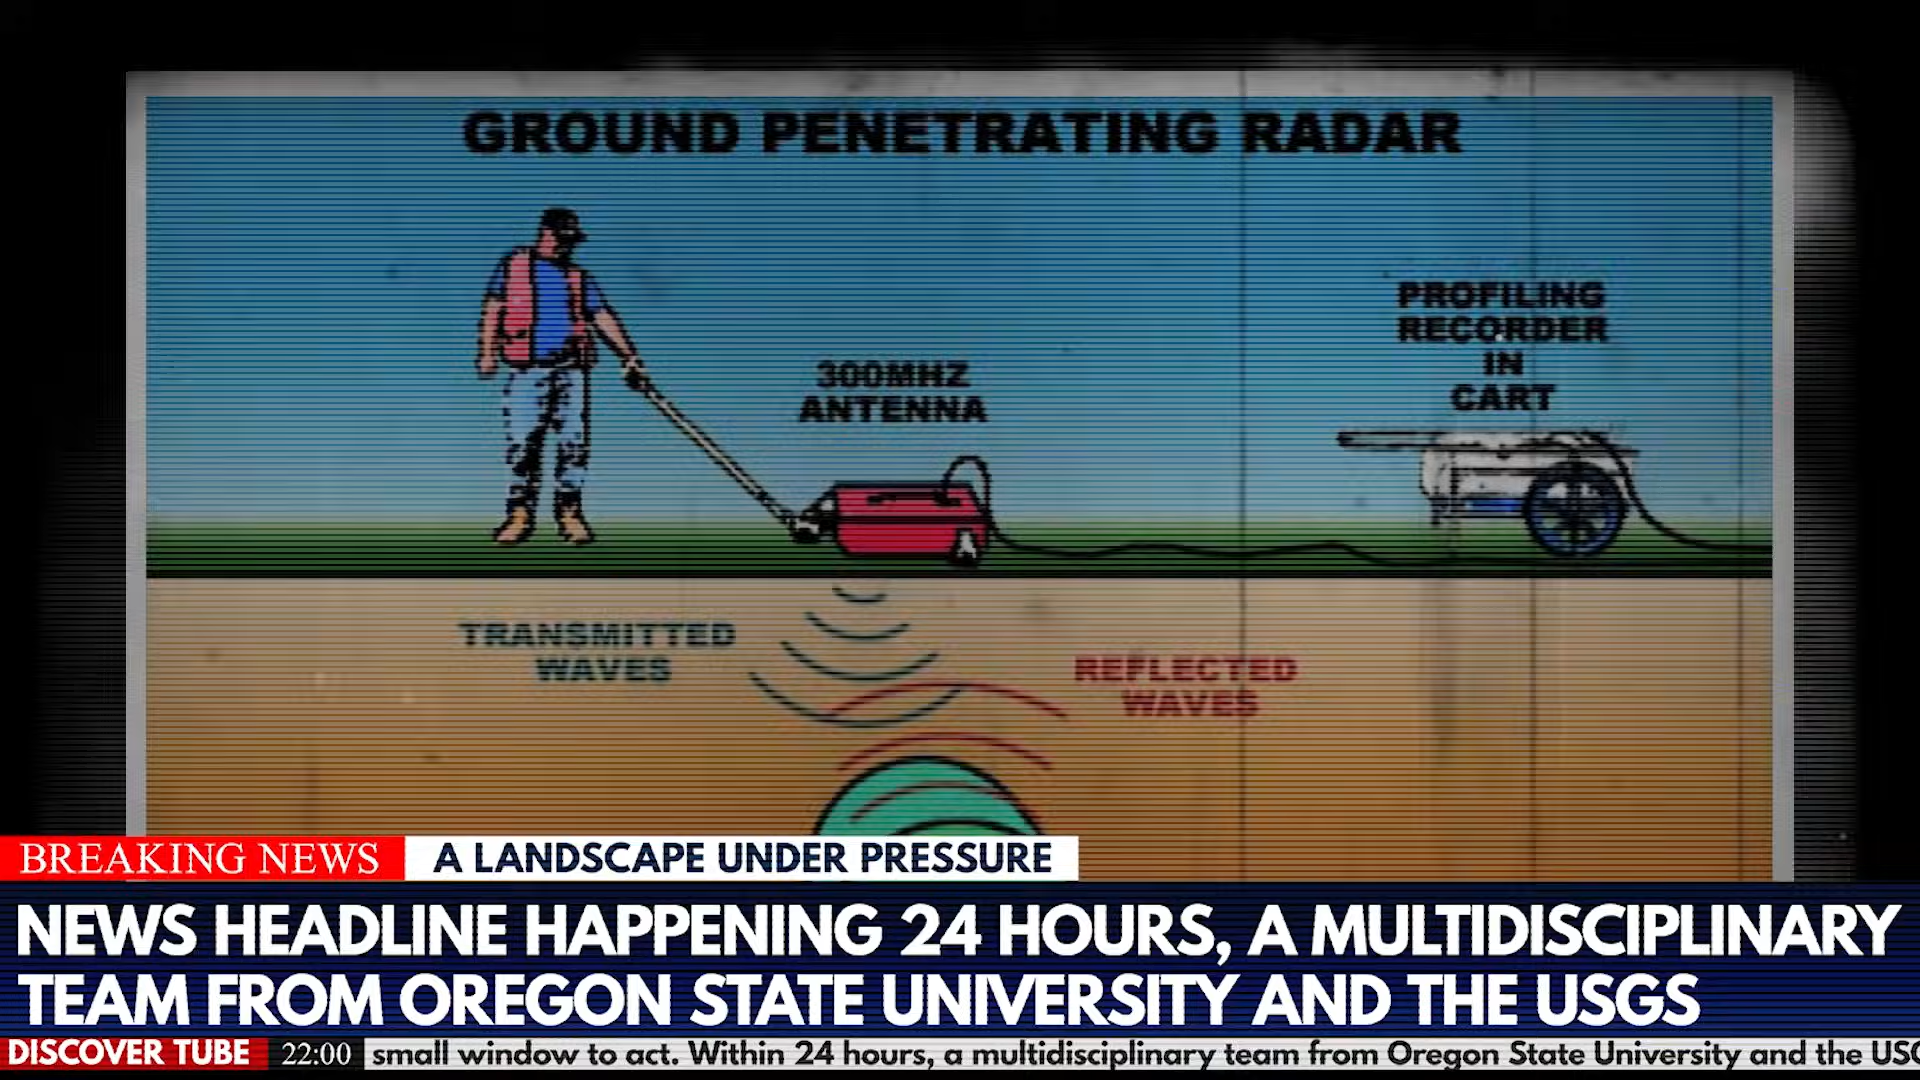 GROUND PENETRATING RADAR
PROFILING
RECORDER
IN
CART
300MHZ
ANTENNA
TRANSMITTED
WAVES
REFLECTED
WAVES
BREAKING NEWS
A LANDSCAPE UNDER PRESSURE
NEWS HEADLINE HAPPENING 24 HOURS, A MULTIDISCIPLINARY
TEAM FROM OREGON STATE UNIVERSITY AND THE USGS
DISCOVER TUBE 22:00 small window to act. Within 24 hours, a multidisciplinary team from Oregon State University and the USG